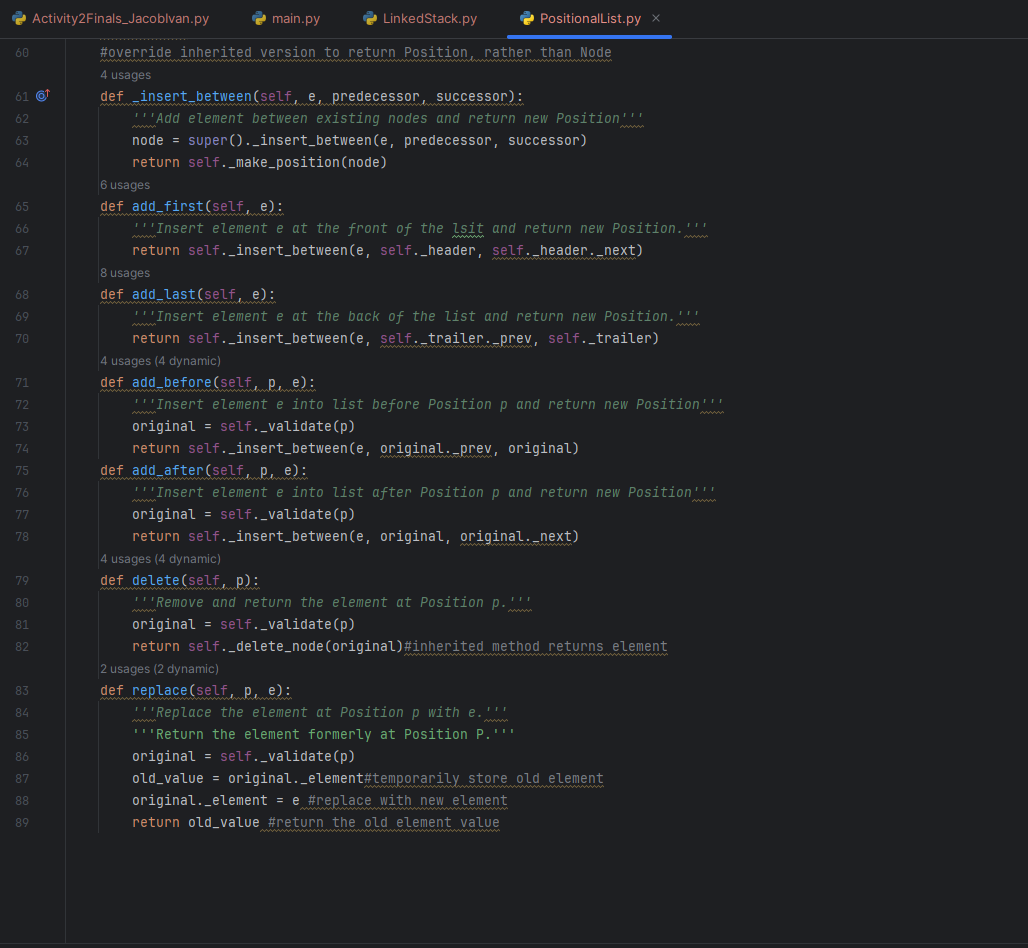 Activity2Finals_JacobIvan.py main.py LinkedStack.py PositionalList.py ×
60 #override inherited version to return Position, rather than Node
4 usages
61 def _insert_between(self, e, predecessor, successor):
62 '''Add element between existing nodes and return new Position'''
63 node = super()._insert_between(e, predecessor, successor)
64 return self._make_position(node)
6 usages
65 def add_first(self, e):
66 '''Insert element e at the front of the lsit and return new Position.'''
67 return self._insert_between(e, self._header, self._header._next)
8 usages
68 def add_last(self, e):
69 '''Insert element e at the back of the list and return new Position.'''
70 return self._insert_between(e, self._trailer._prev, self._trailer)
4 usages (4 dynamic)
71 def add_before(self, p, e):
72 '''Insert element e into list before Position p and return new Position'''
73 original = self._validate(p)
74 return self._insert_between(e, original._prev, original)
75 def add_after(self, p, e):
76 '''Insert element e into list after Position p and return new Position'''
77 original = self._validate(p)
78 return self._insert_between(e, original, original._next)
4 usages (4 dynamic)
79 def delete(self, p):
80 '''Remove and return the element at Position p.'''
81 original = self._validate(p)
82 return self._delete_node(original)#inherited method returns element
2 usages (2 dynamic)
83 def replace(self, p, e):
84 '''Replace the element at Position p with e.'''
85 '''Return the element formerly at Position P.'''
86 original = self._validate(p)
87 old_value = original._element#temporarily store old element
88 original._element = e #replace with new element
89 return old_value #return the old element value